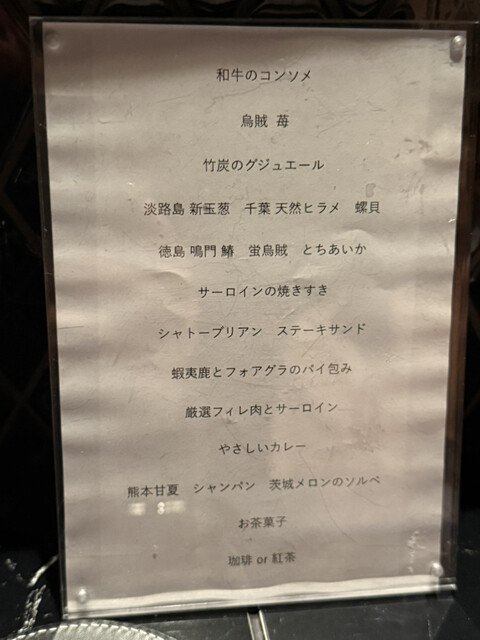 和牛のコンソメ
烏賊 苺
竹炭のグジュエール
淡路島 新玉葱　千葉 天然ヒラメ　螺貝
徳島 鳴門 鰆　蛍烏賊　とちあいか
サーロインの焼きすき
シャトーブリアン　ステーキサンド
蝦夷鹿とフォアグラのパイ包み
厳選フィレ肉とサーロイン
やさしいカレー
熊本甘夏　シャンパン　茨城メロンのソルベ
お茶菓子
珈琲 or 紅茶